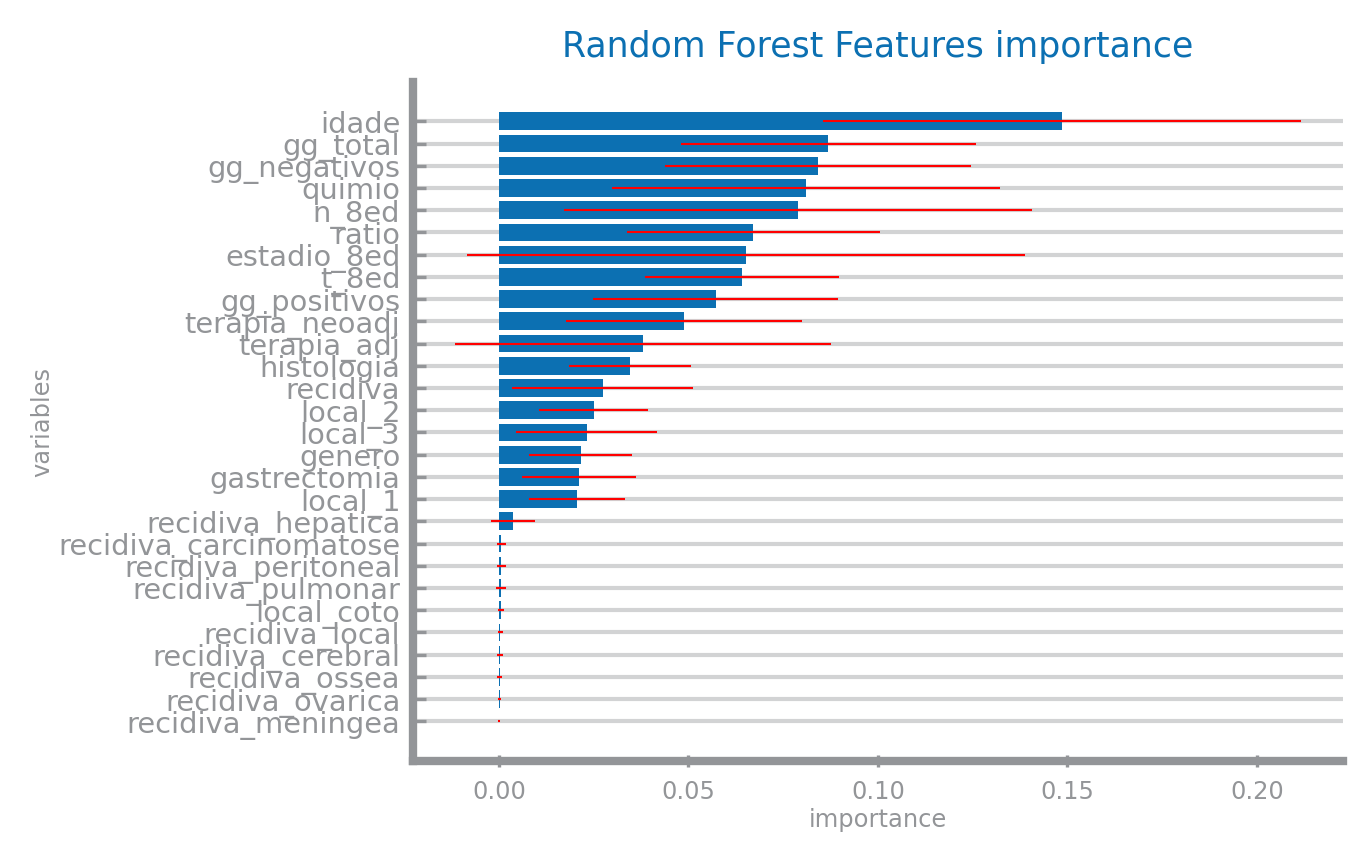 Random Forest Features importance
idade
gg_total
gg_negativos
quimio
n_8ed
ratio
estadio_8ed
t_8ed
gg_positivos
terapia_neoadj
terapia_adj
histologia
recidiva
local_2
local_3
genero
gastrectomia
local_1
recidiva_hepatica
recidiva_carcinomatose
recidiva_peritoneal
recidiva_pulmonar
local_coto
recidiva_local
recidiva_cerebral
recidiva_ossea
recidiva_ovarica
recidiva_meningea
variables
0.00 0.05 0.10 0.15 0.20
importance